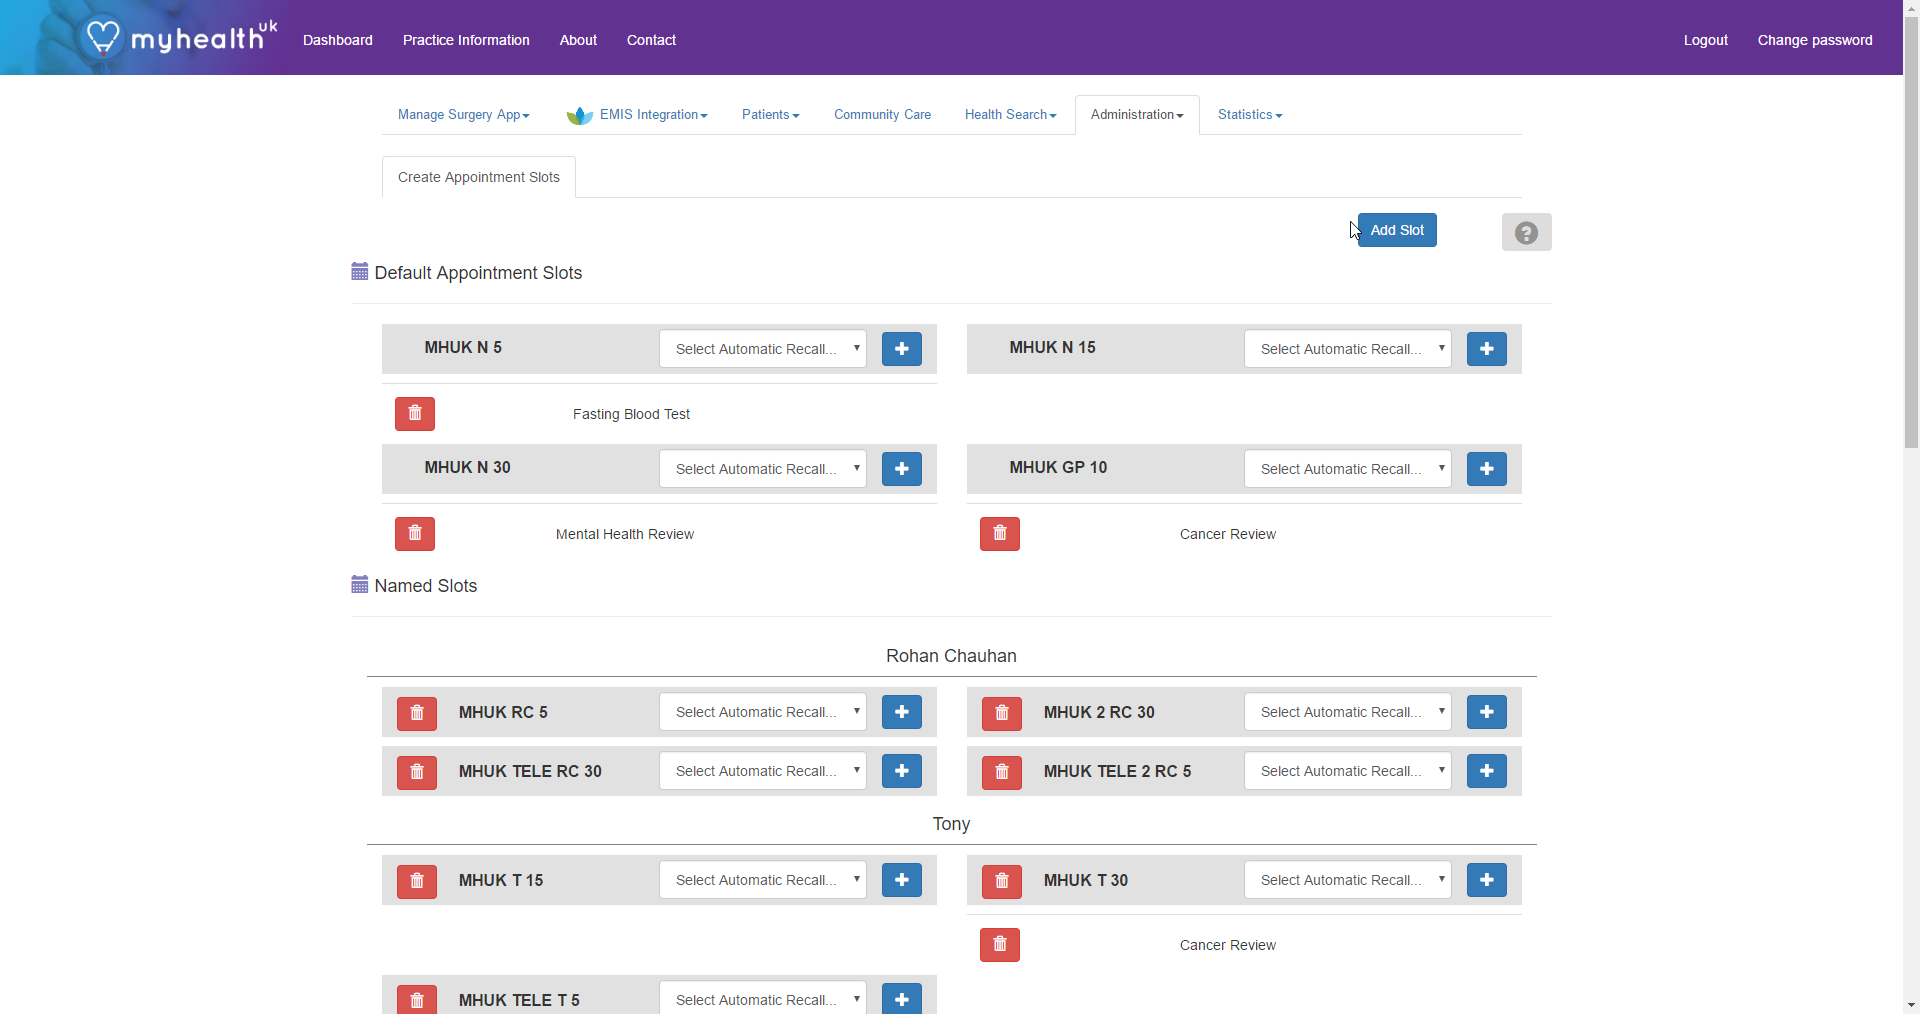 myhealth uk
Dashboard Practice Information About Contact Logout Change password
Manage Surgery App EMIS Integration Patients Community Care Health Search Administration Statistics
Create Appointment Slots
Add Slot ?
Default Appointment Slots
MHUK N 5 Select Automatic Recall... MHUK N 15 Select Automatic Recall...
Fasting Blood Test
MHUK N 30 Select Automatic Recall... MHUK GP 10 Select Automatic Recall...
Mental Health Review Cancer Review
Named Slots
Rohan Chauhan
MHUK RC 5 Select Automatic Recall... MHUK 2 RC 30 Select Automatic Recall...
MHUK TELE RC 30 Select Automatic Recall... MHUK TELE 2 RC 5 Select Automatic Recall...
Tony
MHUK T 15 Select Automatic Recall... MHUK T 30 Select Automatic Recall...
Cancer Review
MHUK TELE T 5 Select Automatic Recall...